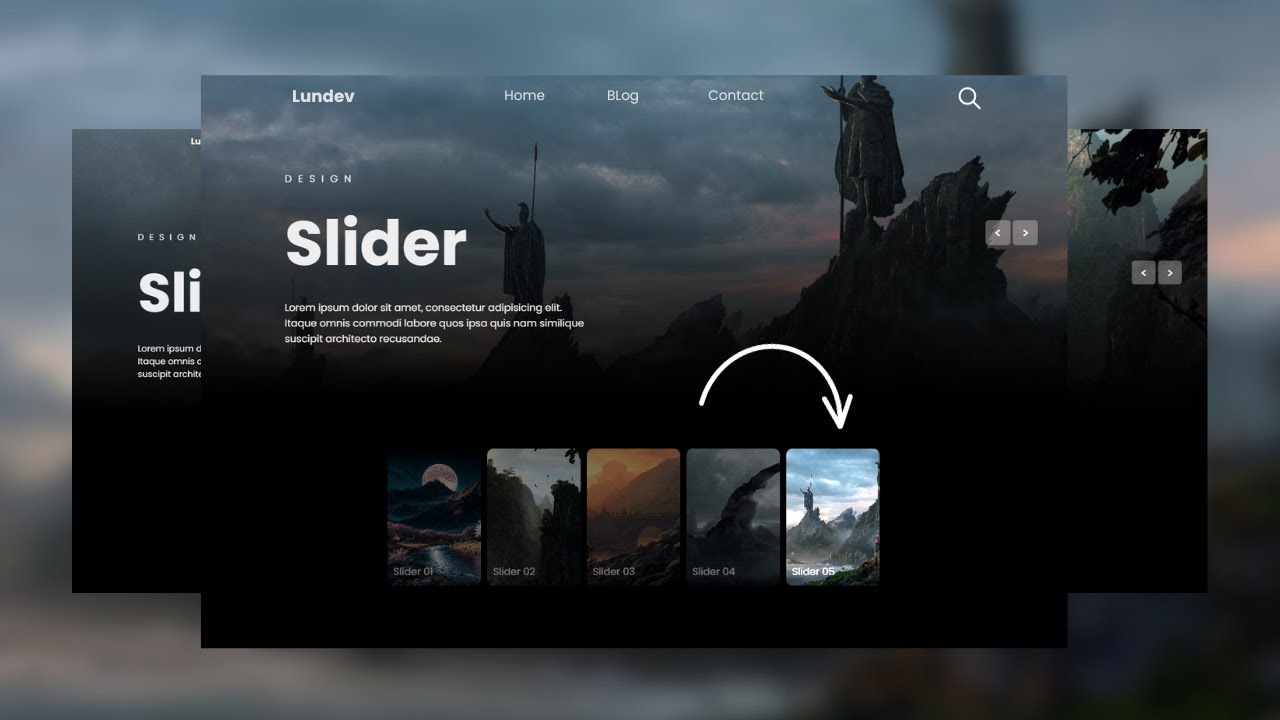 Lundev
Home
BLog
Contact
DESIGN
Slider
Lorem ipsum dolor sit amet, consectetur adipisicing elit.
Itaque omnis commodi labore quos ipsa quis nam similique
suscipit architecto recusandae.
< >
Slider 01
Slider 02
Slider 03
Slider 04
Slider 05
Lu
DESIGN
Sli
Lorem ipsum d
Itaque omnis c
suscipit archite
< >